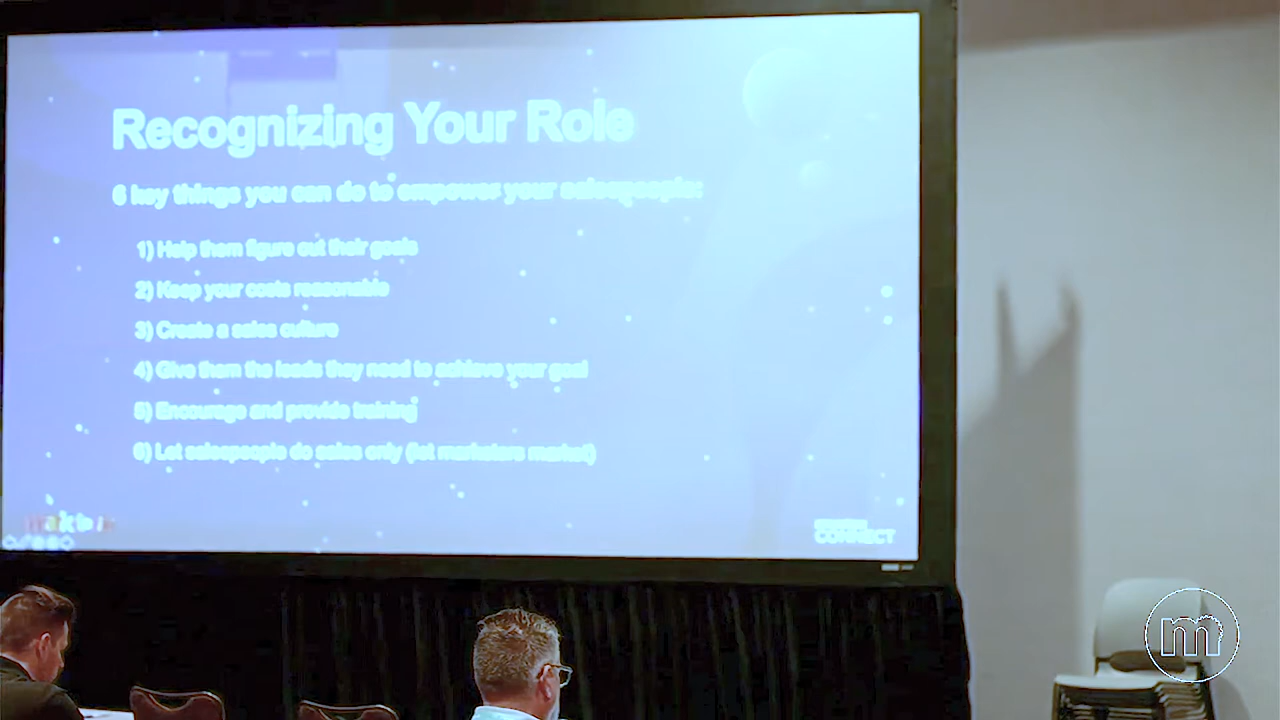 Recognizing Your Role
6 key things you can do to empower your salespeople:
1) Help them figure out their goals
2) Keep your costs reasonable
3) Create a sales culture
4) Give them the leads they need to achieve your goal
5) Encourage and provide training
6) Let salespeople do sales only (let marketers market)
CONNECT
m